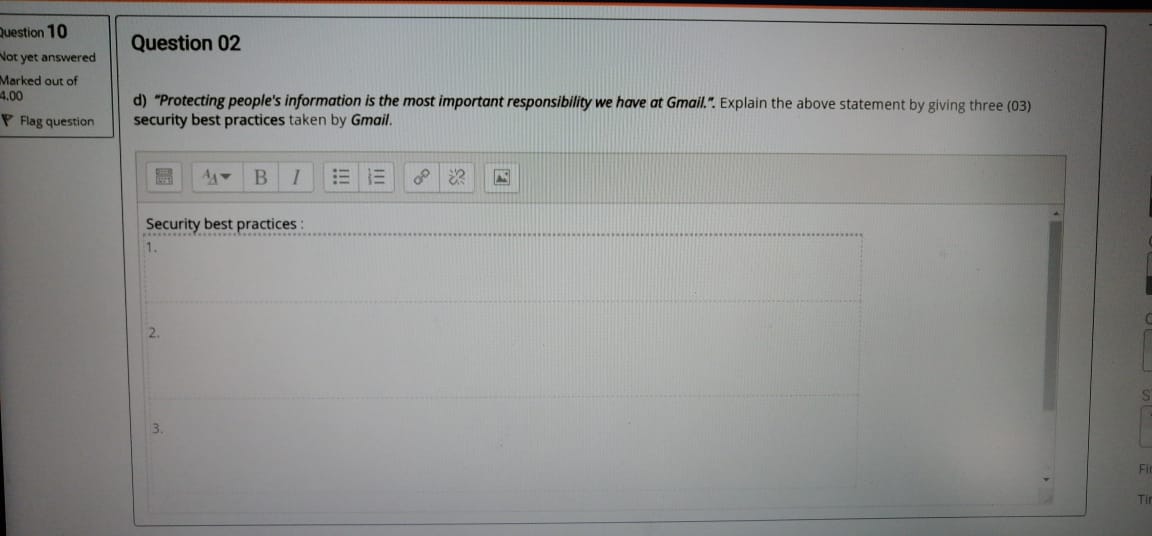 Question 10
Not yet answered
Marked out of
4.00
Flag question
Question 02
d) "Protecting people's information is the most important responsibility we have at Gmail.". Explain the above statement by giving three (03)
security best practices taken by Gmail.
B I
Security best practices :
1.
2.
3.